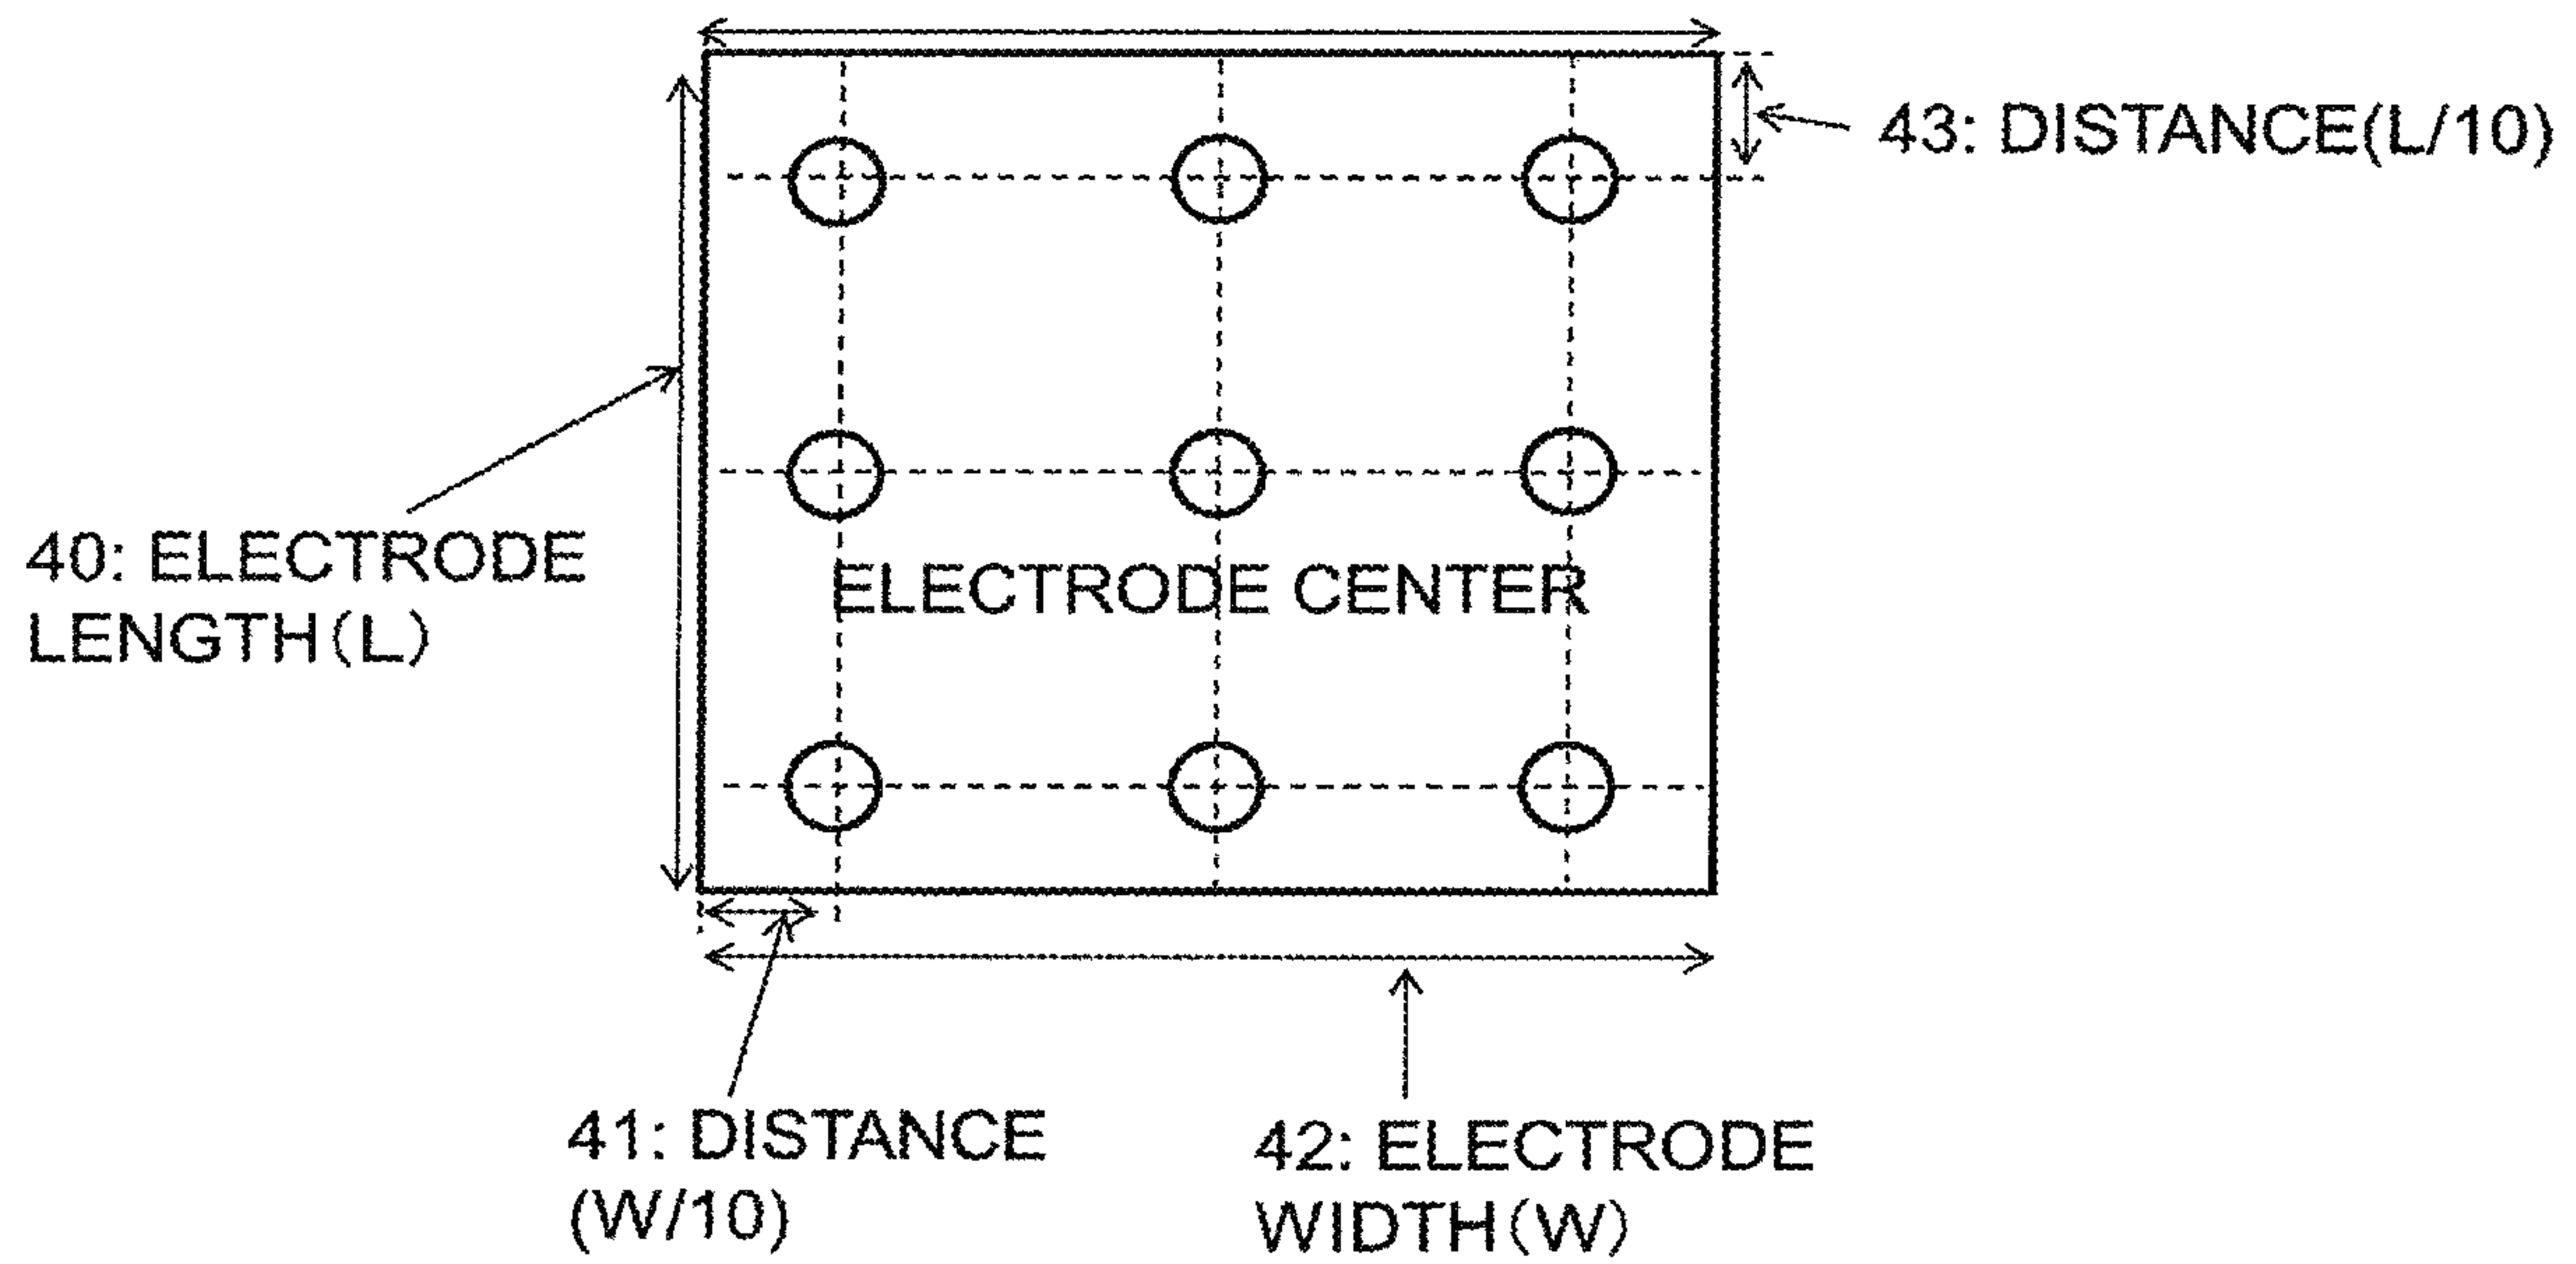 43: DISTANCE(L/10)
40: ELECTRODE
LENGTH(L)
ELECTRODE CENTER
41: DISTANCE
(W/10)
42: ELECTRODE
WIDTH(W)